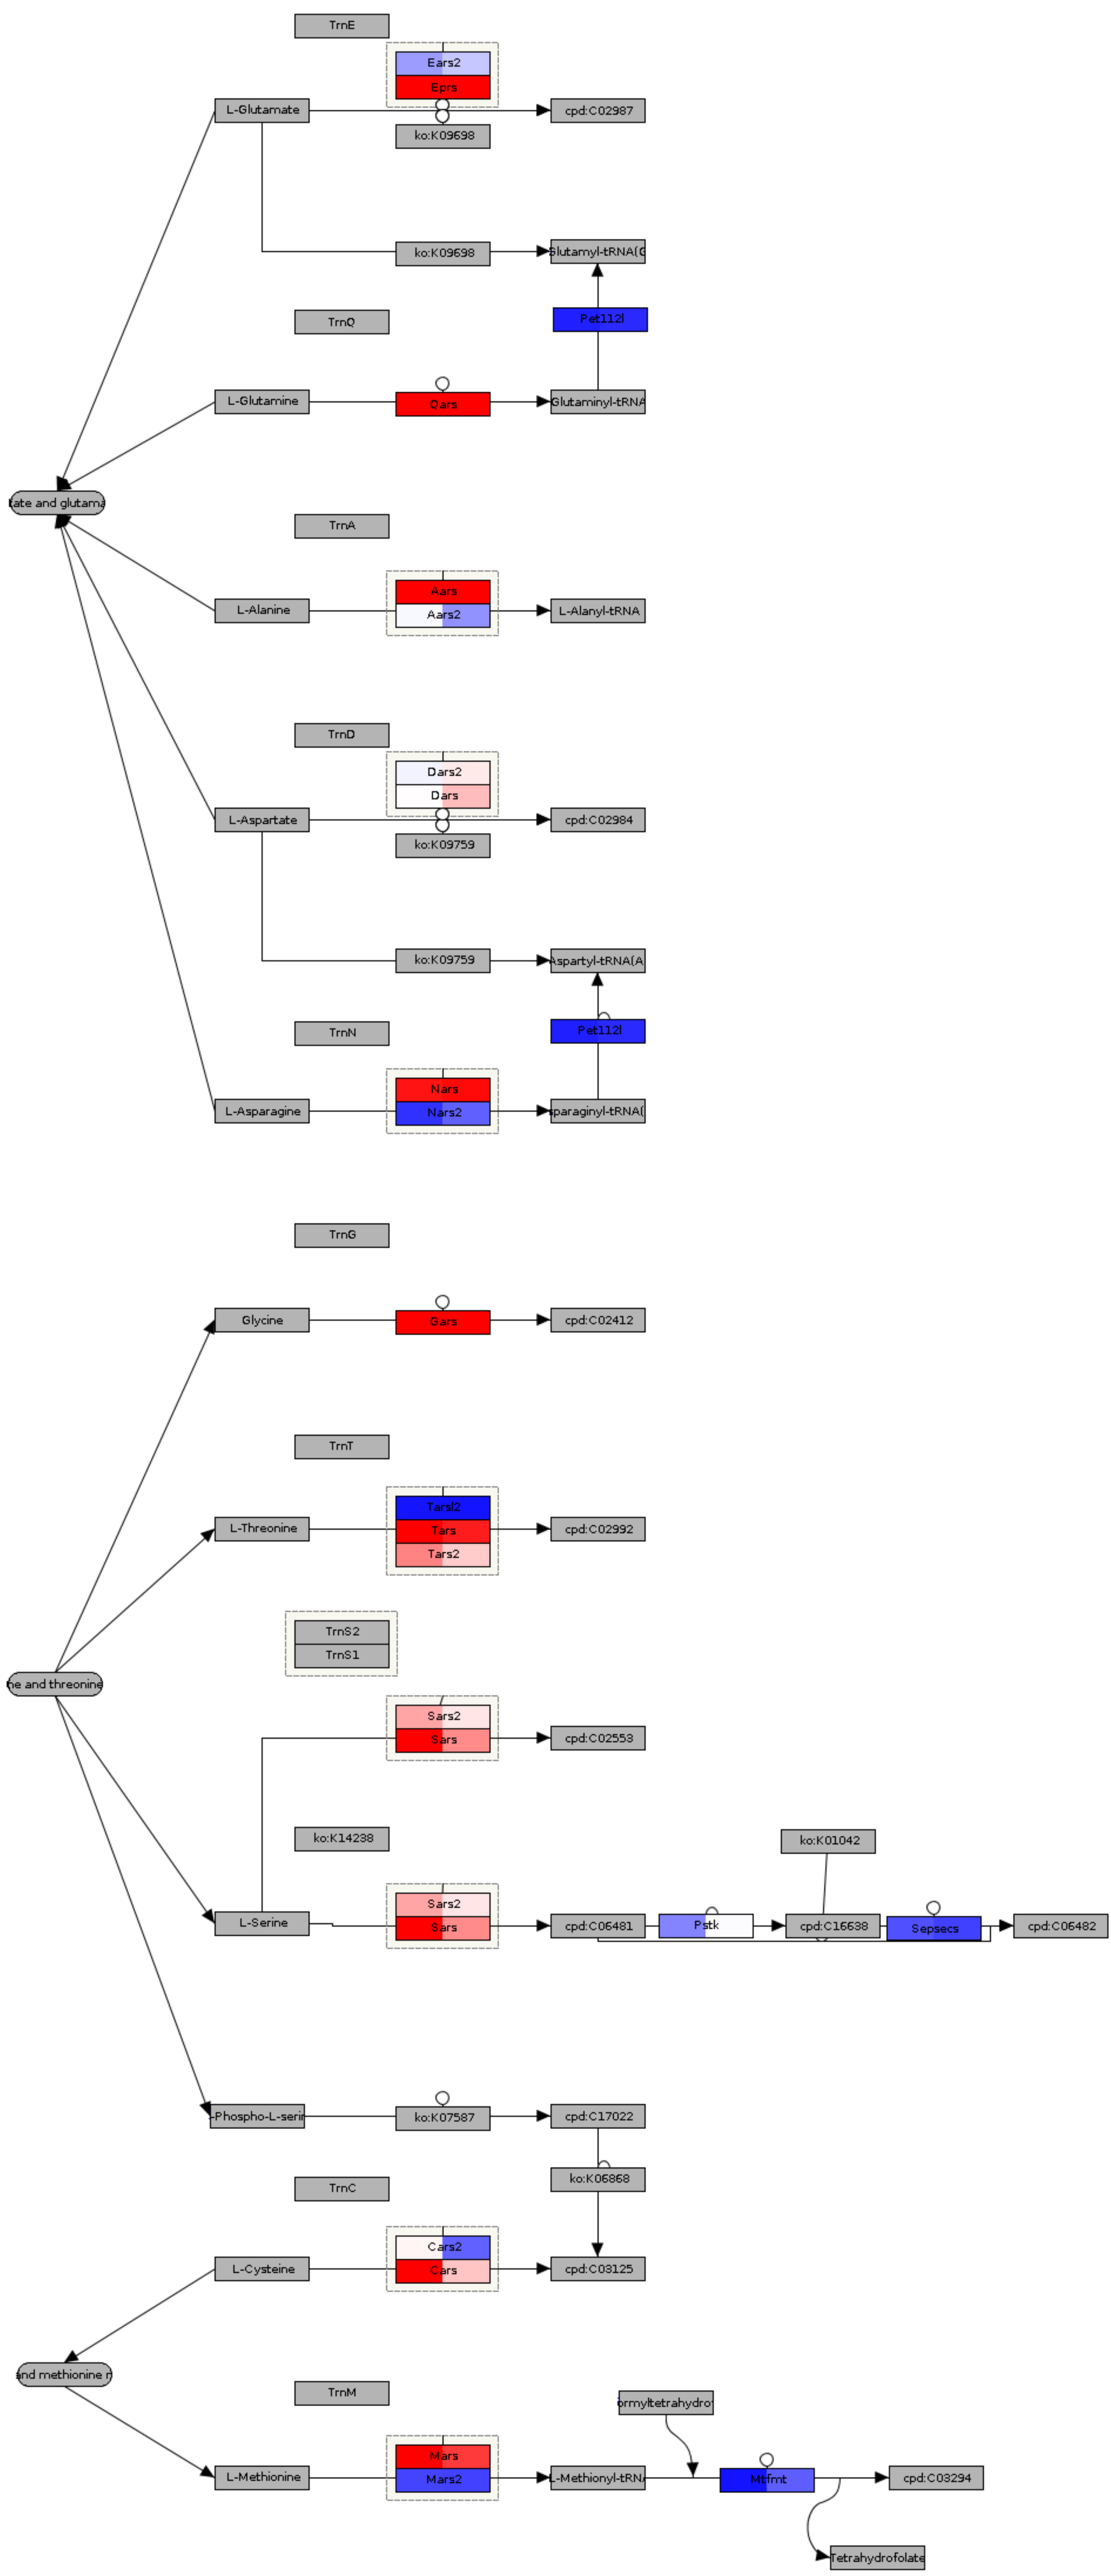 TrnE
Ears2
Eprs
L-Glutamate
cpd:C02987
ko:K09698
ko:K09698
Slutamyl-tRNA(G
TrnQ
Pet112l
L-Glutamine
Qars
Glutaminyl-tRNA
tate and glutama
TrnA
Aars
L-Alanine
L-Alanyl-tRNA
Aars2
TrnD
Dars2
Dars
L-Aspartate
cpd:C02984
ko:K09759
ko:K09759
Aspartyl-tRNA(A
TrnN
Pet112l
Nars
L-Asparagine
Nars2
sparaginyl-tRNA(
TrnG
Glycine
Gars
cpd:C02412
TrnT
Tarsl2
L-Threonine
Tars
cpd:C02992
Tars2
TrnS2
TrnS1
ne and threonine
Sars2
Sars
cpd:C02553
ko:K14238
ko:K01042
Sars2
L-Serine
Sars
cpd:C06481
Pstk
cpd:C16638
Sepsecs
cpd:C06482
-Phospho-L-serin
ko:K07587
cpd:C17022
ko:K06868
TrnC
Cars2
L-Cysteine
Cars
cpd:C03125
and methionine m
TrnM
ormyltetrahydrof
Mars
L-Methionine
Mars2
L-Methionyl-tRNA
Mtfmt
cpd:C03294
Tetrahydrofolate